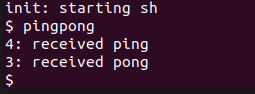 init: starting sh
$ pingpong
4: received ping
3: received pong
$